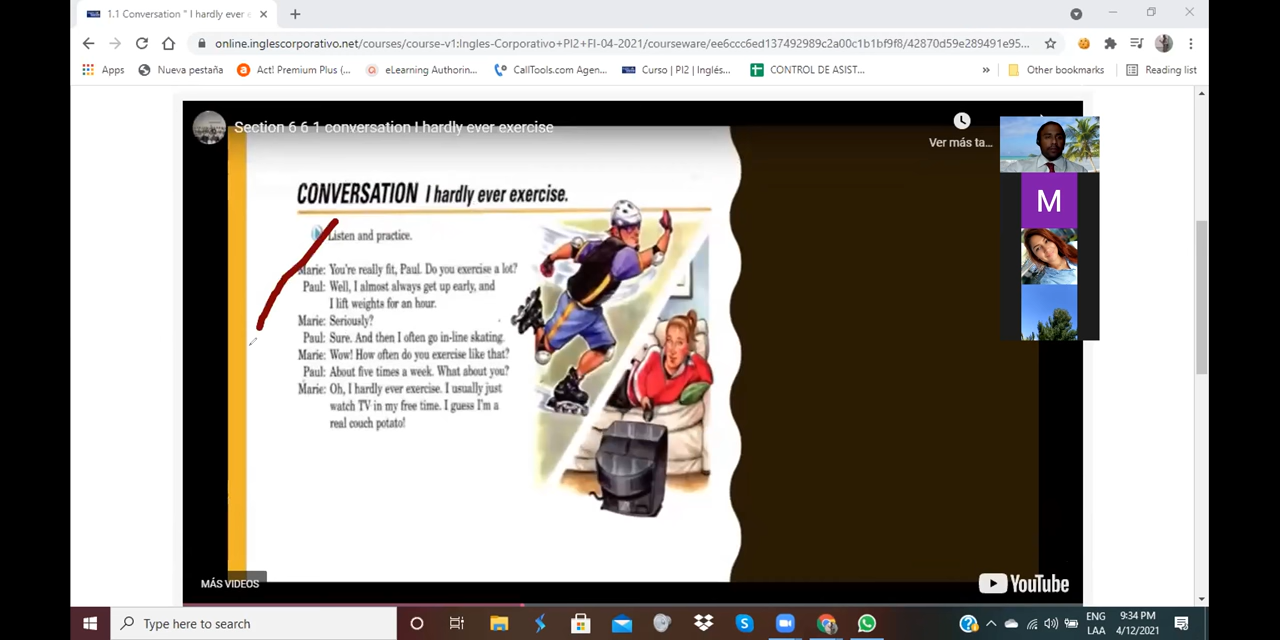 1.1 Conversation " I hardly ever e
online.inglescorporativo.net/courses/course-v1:Ingles-Corporativo+PI2+FI-04-2021/courseware/ee6ccc6ed137492989c2a00c1b1bf9f8/42870d59e289491e95...
Apps Nueva pestaña Act! Premium Plus (... eLearning Authorin... CallTools.com Agen... Curso | PI2 | Inglés... CONTROL DE ASIST... » Other bookmarks Reading list
Section 6 6 1 conversation I hardly ever exercise
Ver más ta...
M
CONVERSATION I hardly ever exercise.
Listen and practice.
Marie: You're really fit, Paul. Do you exercise a lot?
Paul: Well, I almost always get up early, and
I lift weights for an hour.
Marie: Seriously?
Paul: Sure. And then I often go in-line skating.
Marie: Wow! How often do you exercise like that?
Paul: About five times a week. What about you?
Marie: Oh, I hardly ever exercise. I usually just
watch TV in my free time. I guess I'm a
real couch potato!
MÁS VIDEOS
YouTube
Type here to search
ENG 9:34 PM
LAA 4/12/2021